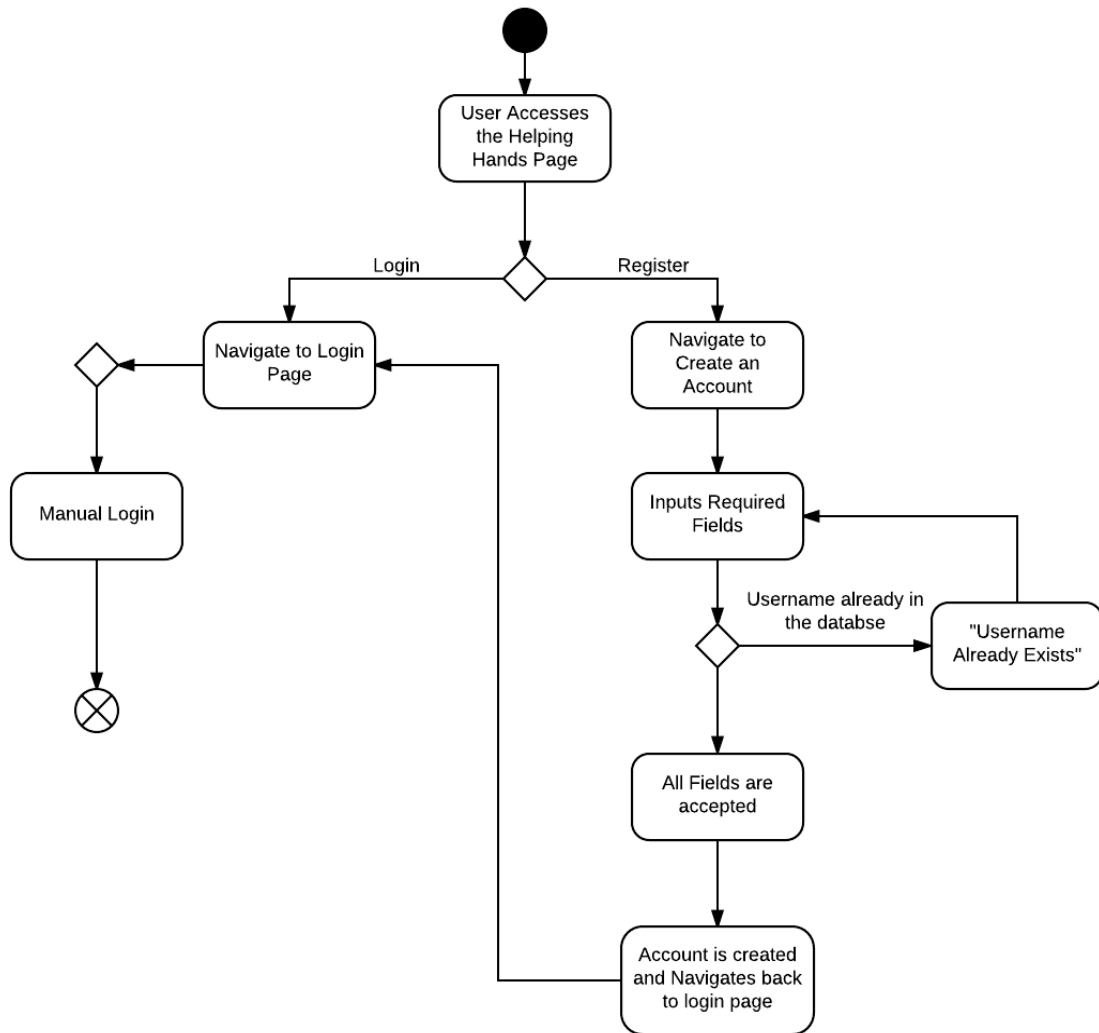 User Accesses
the Helping
Hands Page
Login
Register
Navigate to Login
Page
Navigate to
Create an
Account
Manual Login
Inputs Required
Fields
Username already in
the databse
"Username
Already Exists"
All Fields are
accepted
Account is created
and Navigates back
to login page